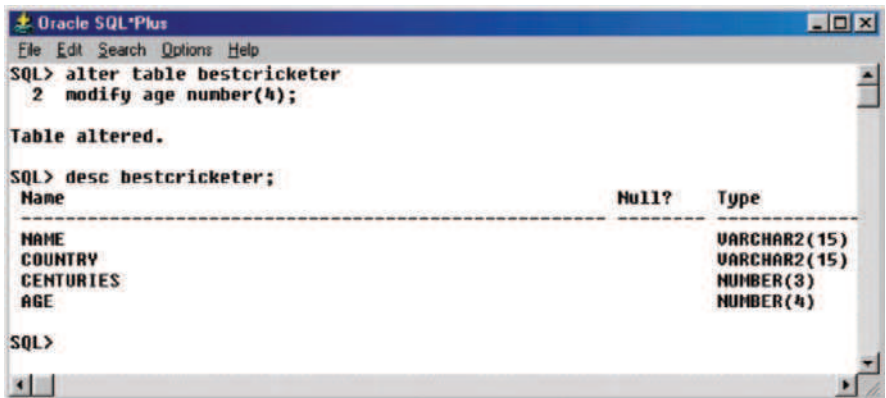 Oracle SQL*Plus
File Edit Search Options Help
SQL> alter table bestcricketer
2 modify age number(4);
Table altered.
SQL> desc bestcricketer;
Name Null? Type
NAME VARCHAR2(15)
COUNTRY VARCHAR2(15)
CENTURIES NUMBER(3)
AGE NUMBER(4)
SQL>